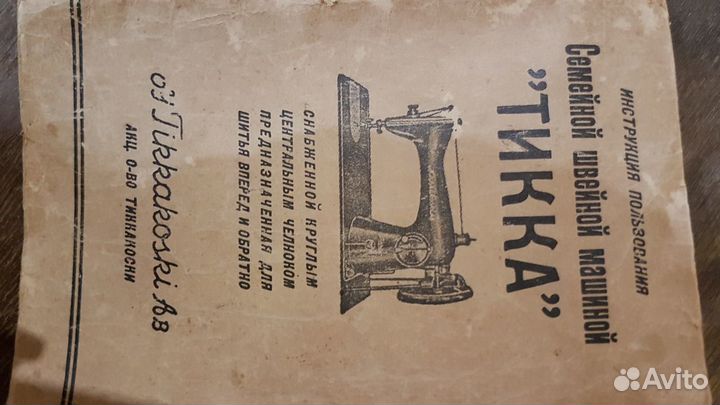 ИНСТРУКЦИЯ ПОЛЬЗОВАНИЯ
СЕМЕЙНОЙ ШВЕЙНОЙ МАШИНОЙ
„ТИККА”
СНАБЖЕННОЙ КРУГЛЫМ
ЦЕНТРАЛЬНЫМ ЧЕЛНОКОМ
ПРЕДНАЗНАЧЕННАЯ ДЛЯ
ШИТЬЯ ВПЕРЕД И ОБРАТНО
OY Tikkakoski AB
АКЦ. О-ВО ТИККАКОСКИ
Avito